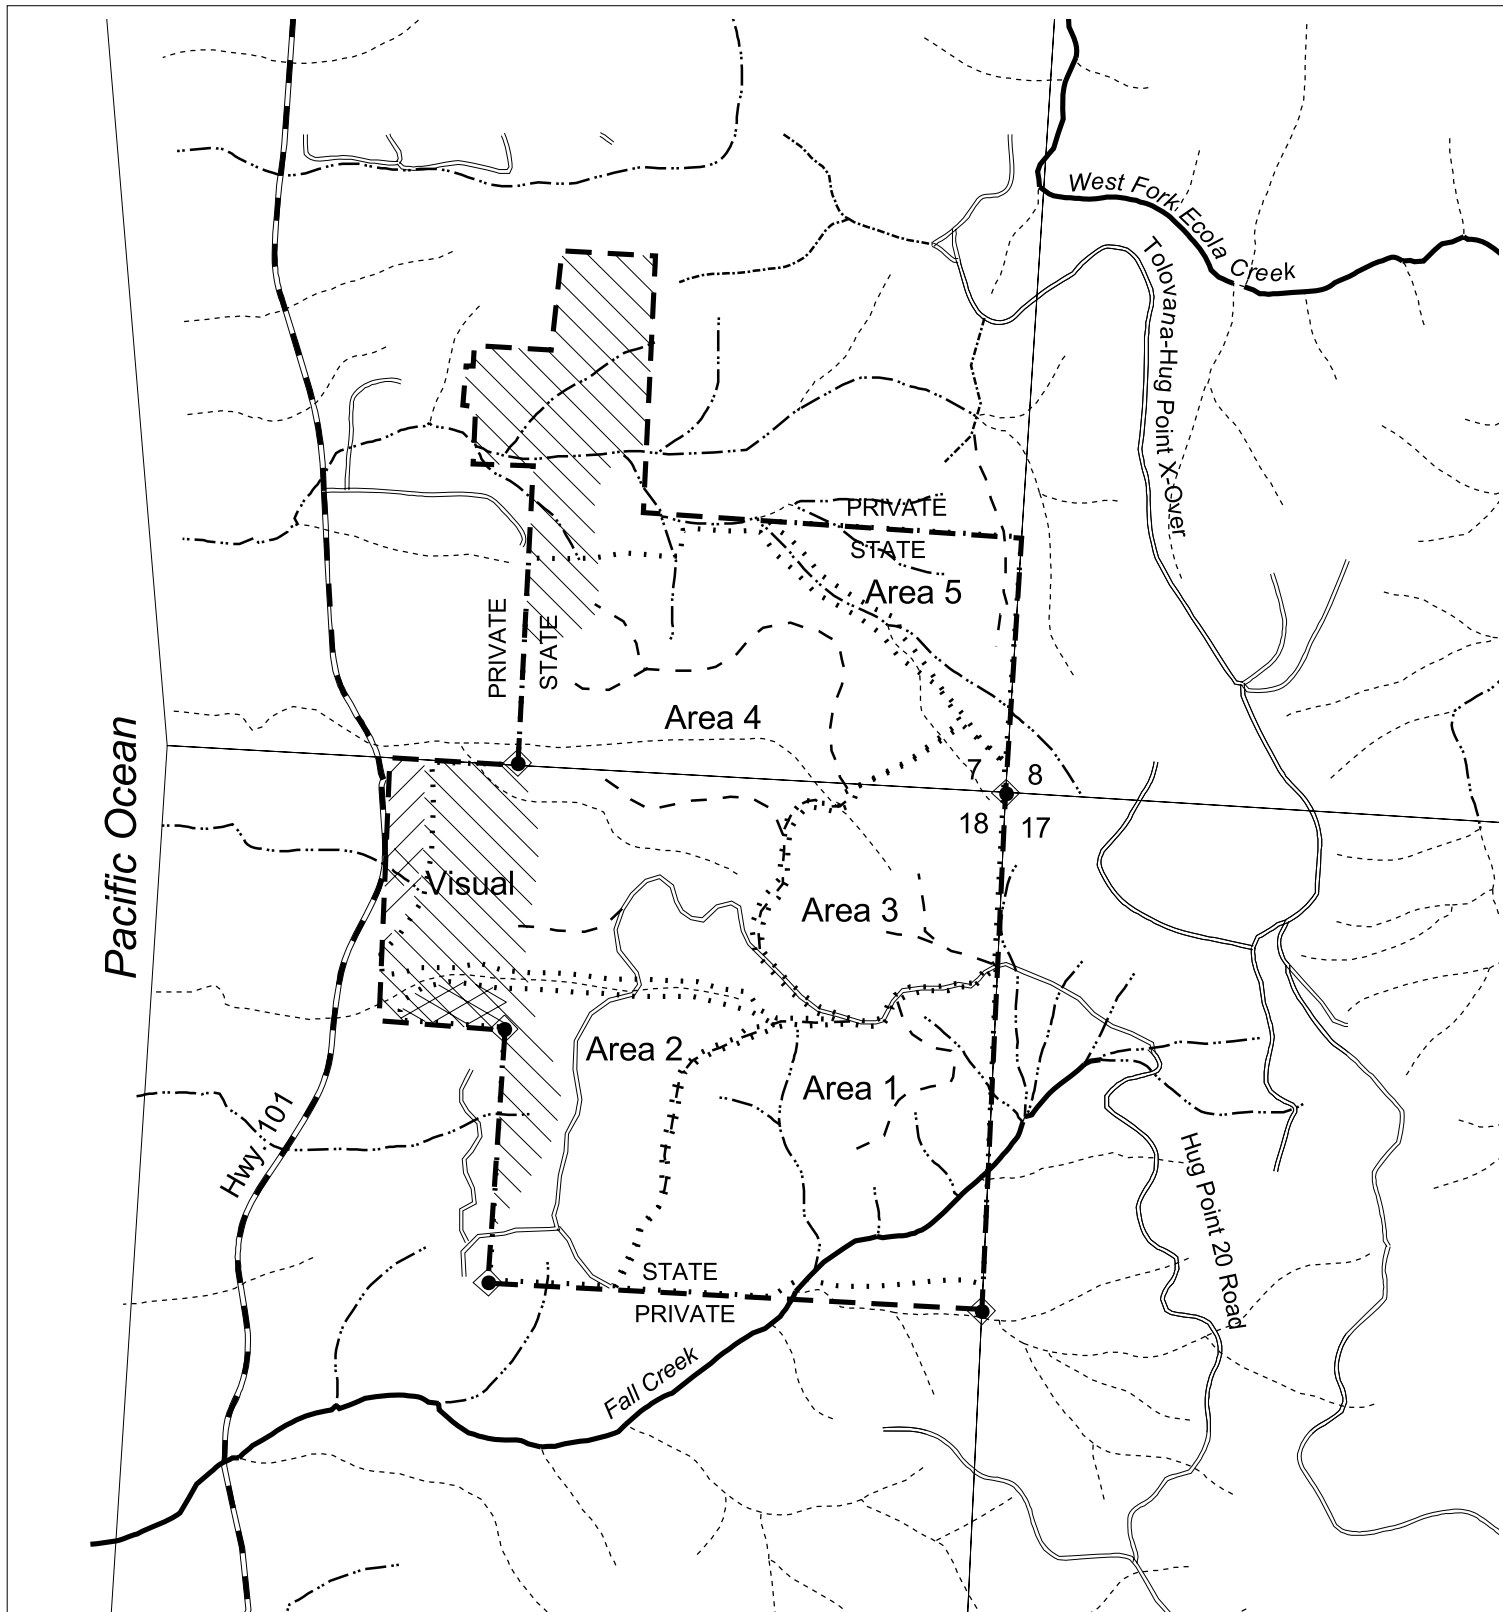 West Fork Ecola Creek
Tolovana-Hug Point X-Over
PRIVATE
STATE
Area 5
PRIVATE
STATE
Area 4
Pacific Ocean
7
8
18
17
Visual
Area 3
Area 2
Area 1
Hwy. 101
Hug Point 20 Road
STATE
PRIVATE
Fall Creek